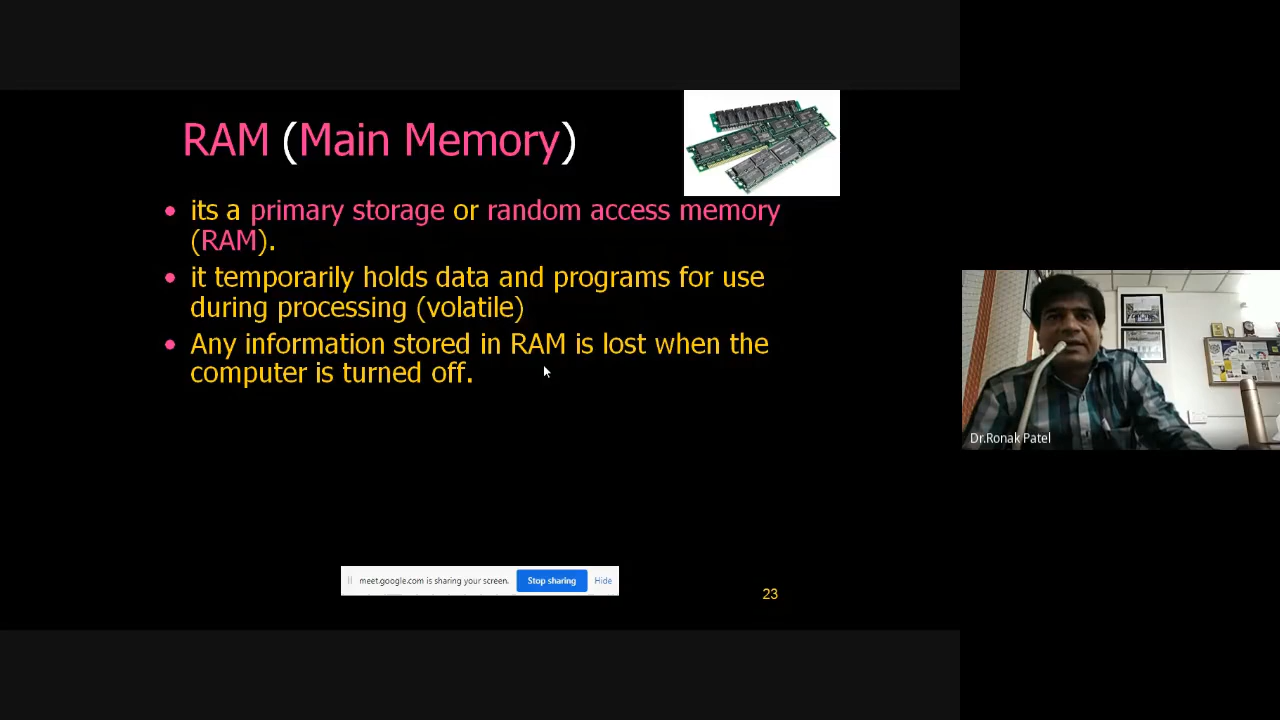 RAM (Main Memory)
• its a primary storage or random access memory
(RAM).
• it temporarily holds data and programs for use
during processing (volatile)
• Any information stored in RAM is lost when the
computer is turned off.
Dr.Ronak Patel
meet.google.com is sharing your screen.
Stop sharing
Hide
23